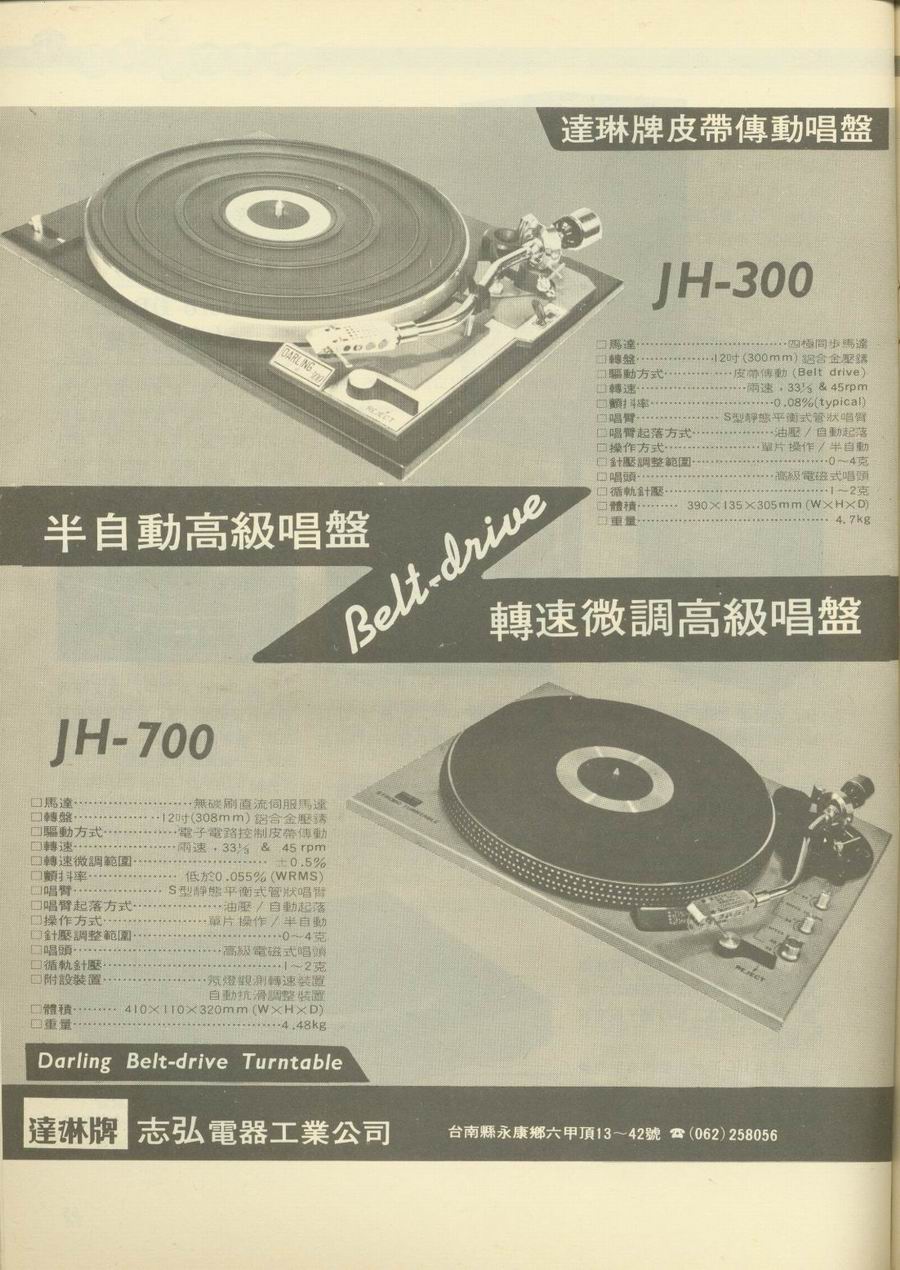 達琳牌皮帶傳動唱盤
DARLING
REJECT
JH-300
□馬達⋯⋯⋯⋯四極同步馬達
□轉盤⋯⋯⋯⋯12吋(300mm) 鋁合金壓鑄
□驅動方式⋯⋯⋯⋯皮帶傳動 (Belt drive)
□轉速⋯⋯⋯⋯兩速，33⅓ & 45rpm
□顫抖率⋯⋯⋯⋯0.08%(typical)
□唱臂⋯⋯⋯⋯S型靜態平衡式管狀唱臂
□唱臂起落方式⋯⋯⋯⋯油壓／自動起落
□操作方式⋯⋯⋯⋯單片操作／半自動
□針壓調整範圍⋯⋯⋯⋯0～4克
□唱頭⋯⋯⋯⋯高級電磁式唱頭
□循軌針壓⋯⋯⋯⋯1～2克
□體積⋯⋯⋯⋯390×135×305mm (W×H×D)
□重量⋯⋯⋯⋯4.7kg
半自動高級唱盤
Belt-drive
轉速微調高級唱盤
JH-700
□馬達⋯⋯⋯⋯無碳刷直流伺服馬達
□轉盤⋯⋯⋯⋯12吋(308mm) 鋁合金壓鑄
□驅動方式⋯⋯⋯⋯電子電路控制皮帶傳動
□轉速⋯⋯⋯⋯兩速，33⅓ & 45 rpm
□轉速微調範圍⋯⋯⋯⋯±0.5%
□顫抖率⋯⋯⋯⋯低於0.055% (WRMS)
□唱臂⋯⋯⋯⋯S型靜態平衡式管狀唱臂
□唱臂起落方式⋯⋯⋯⋯油壓／自動起落
□操作方式⋯⋯⋯⋯單片操作／半自動
□針壓調整範圍⋯⋯⋯⋯0～4克
□唱頭⋯⋯⋯⋯高級電磁式唱頭
□循軌針壓⋯⋯⋯⋯1～2克
□附設裝置⋯⋯⋯⋯氖燈觀測轉速裝置
自動抗滑調整裝置
□體積⋯⋯⋯⋯410×110×320mm (W×H×D)
□重量⋯⋯⋯⋯4.48kg
REJECT
Darling Belt-drive Turntable
達琳牌 志弘電器工業公司 台南縣永康鄉六甲頂13～42號 ☎(062)258056